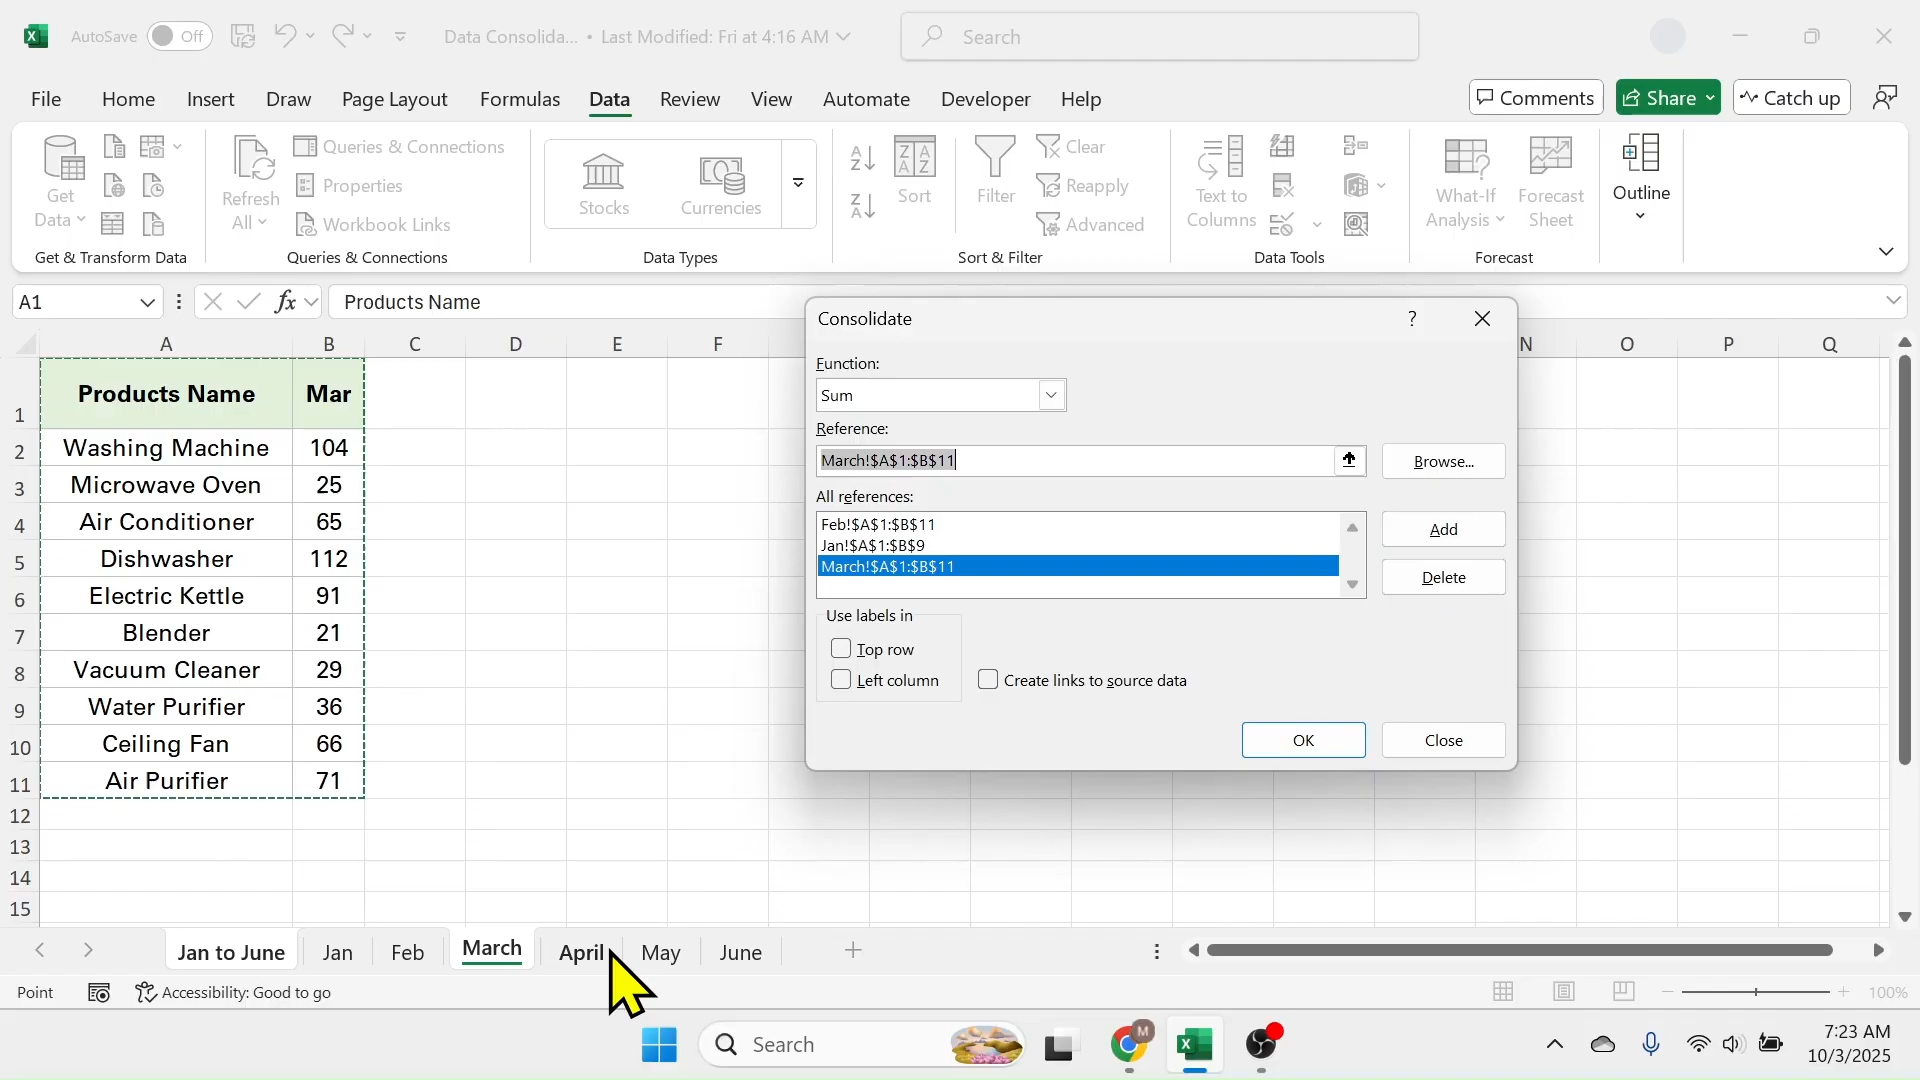 AutoSave Off Data Consolida... • Last Modified: Fri at 4:16 AM Search
File Home Insert Draw Page Layout Formulas Data Review View Automate Developer Help Comments Share Catch up
Get Data
Refresh All
Queries & Connections
Properties
Workbook Links
Stocks Currencies
Sort
Filter
Clear
Reapply
Advanced
Text to Columns
What-If Analysis
Forecast Sheet
Outline
Get & Transform Data Queries & Connections Data Types Sort & Filter Data Tools Forecast
A1 fx Products Name
A B C D E F N O P Q
1 Products Name Mar
2 Washing Machine 104
3 Microwave Oven 25
4 Air Conditioner 65
5 Dishwasher 112
6 Electric Kettle 91
7 Blender 21
8 Vacuum Cleaner 29
9 Water Purifier 36
10 Ceiling Fan 66
11 Air Purifier 71
12
13
14
15
Consolidate ?
Function:
Sum
Reference:
March!$A$1:$B$11 Browse...
All references:
Feb!$A$1:$B$11 Add
Jan!$A$1:$B$9
March!$A$1:$B$11 Delete
Use labels in
Top row
Left column Create links to source data
OK Close
Jan to June Jan Feb March April May June
Point Accessibility: Good to go 100%
Search M 7:23 AM
10/3/2025